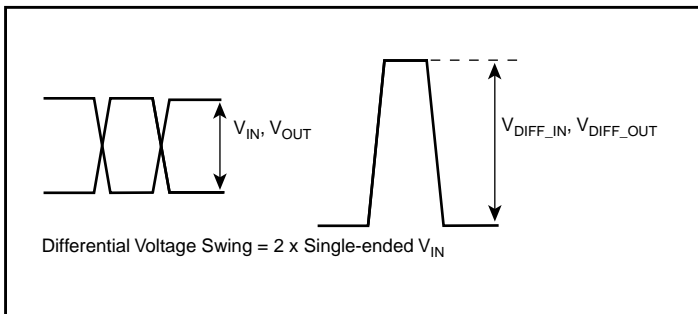 V_IN, V_OUT
V_DIFF_IN, V_DIFF_OUT
Differential Voltage Swing = 2 x Single-ended V_IN